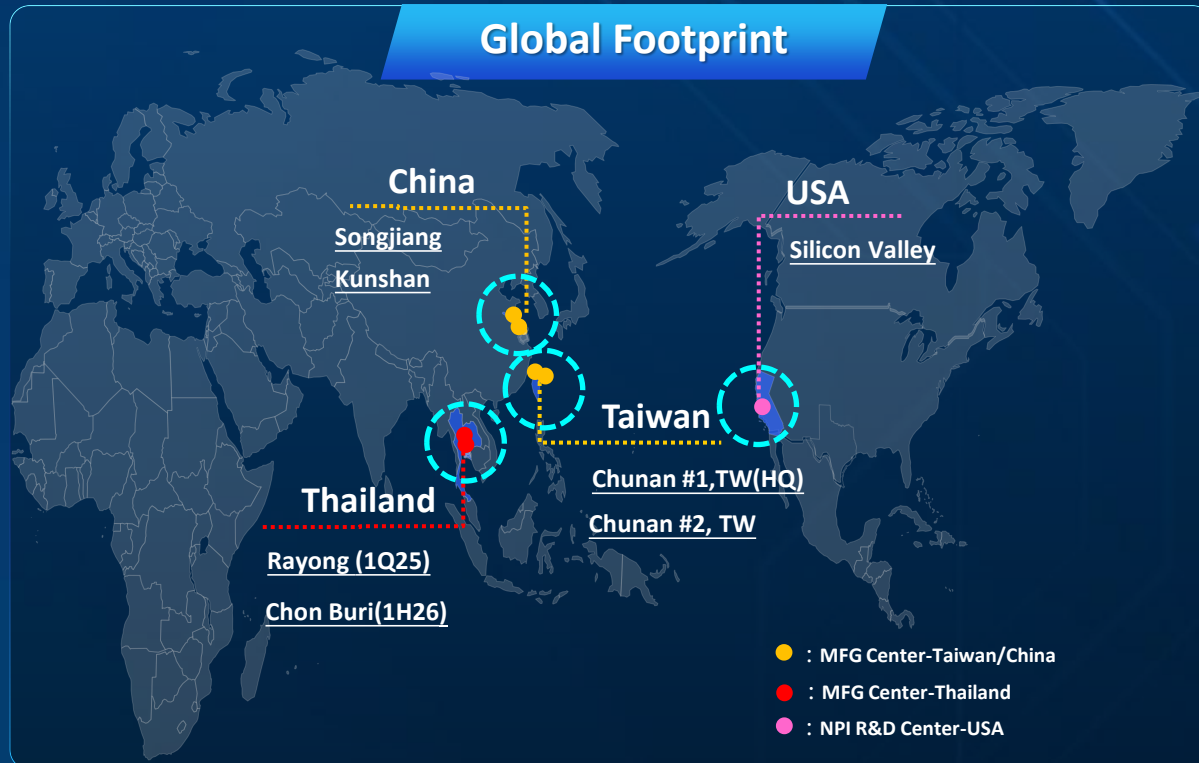 Global Footprint
China
Songjiang
Kunshan
USA
Silicon Valley
Taiwan
Chunan #1,TW(HQ)
Chunan #2, TW
Thailand
Rayong (1Q25)
Chon Buri(1H26)
: MFG Center-Taiwan/China
: MFG Center-Thailand
: NPI R&D Center-USA